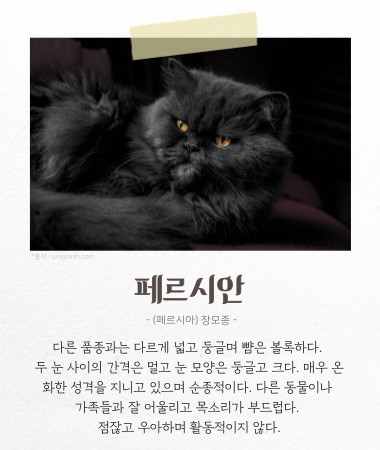 *출처 : unsplash.com
페르시안
- (페르시아) 장모종 -
다른 품종과는 다르게 넓고 둥글며 뺨은 볼록하다.
두 눈 사이의 간격은 멀고 눈 모양은 둥글고 크다. 매우 온
화한 성격을 지니고 있으며 순종적이다. 다른 동물이나
가족들과 잘 어울리고 목소리가 부드럽다.
점잖고 우아하며 활동적이지 않다.